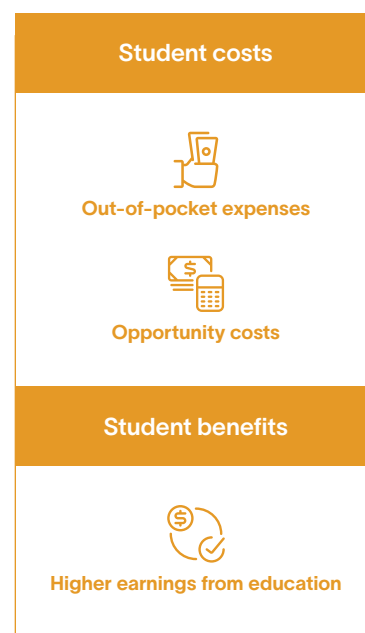 Student costs
Out-of-pocket expenses
$
Opportunity costs
Student benefits
$
Higher earnings from education